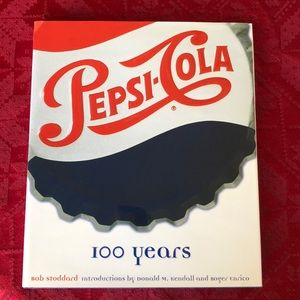 PEPSI-COLA
®
100 years
Bob Stoddard introductions by Donald M. Kendall and Roger Enrico